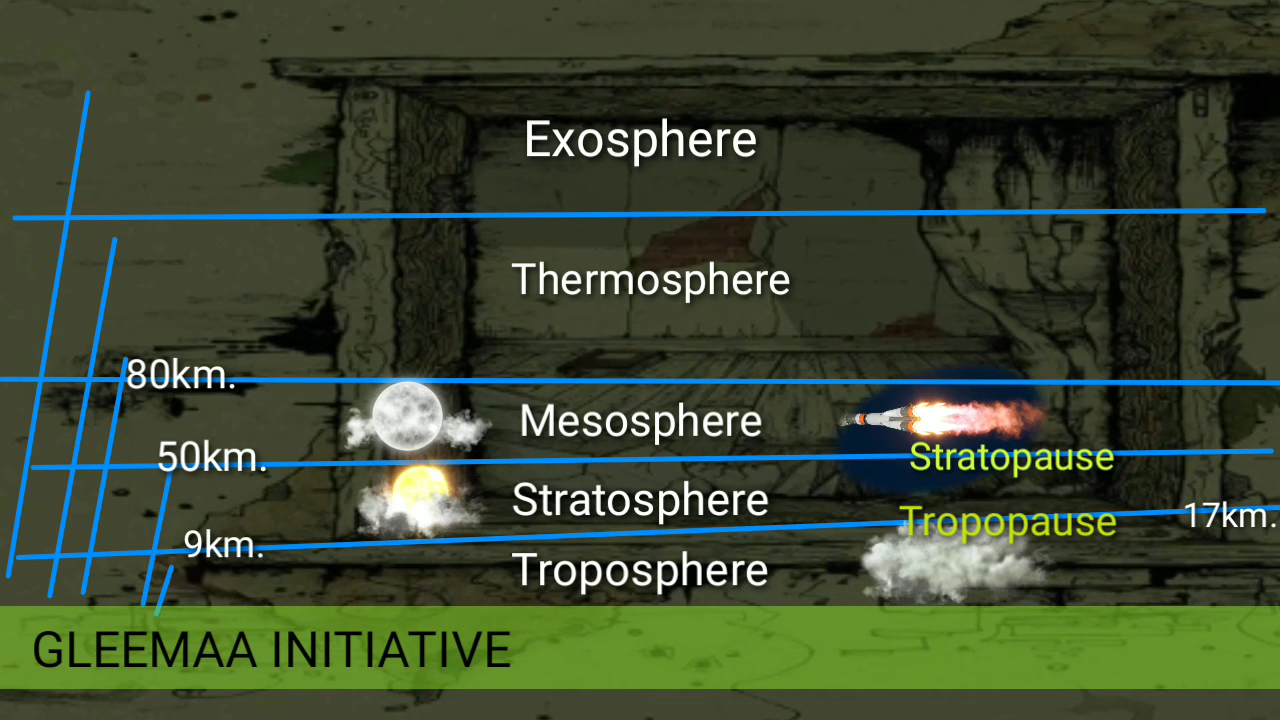 Exosphere
Thermosphere
80km.
Mesosphere
50km.
Stratopause
Stratosphere
17km.
Tropopause
9km.
Troposphere
GLEEMAA INITIATIVE